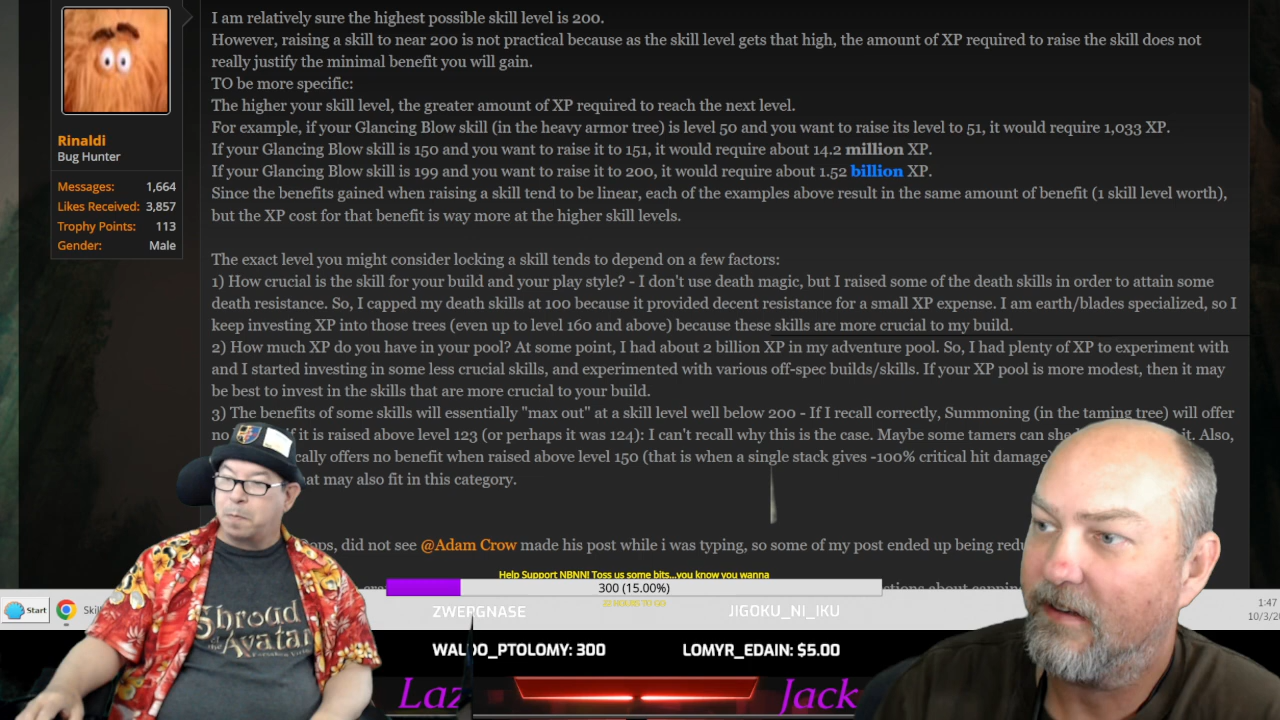 I am relatively sure the highest possible skill level is 200.
However, raising a skill to near 200 is not practical because as the skill level gets that high, the amount of XP required to raise the skill does not
really justify the minimal benefit you will gain.
TO be more specific:
The higher your skill level, the greater amount of XP required to reach the next level.
For example, if your Glancing Blow skill (in the heavy armor tree) is level 50 and you want to raise its level to 51, it would require 1,033 XP.
If your Glancing Blow skill is 150 and you want to raise it to 151, it would require about 14.2 million XP.
If your Glancing Blow skill is 199 and you want to raise it to 200, it would require about 1.52 billion XP.
Since the benefits gained when raising a skill tend to be linear, each of the examples above result in the same amount of benefit (1 skill level worth),
but the XP cost for that benefit is way more at the higher skill levels.
Rinaldi
Bug Hunter
Messages: 1,664
Likes Received: 3,857
Trophy Points: 113
Gender: Male
The exact level you might consider locking a skill tends to depend on a few factors:
1) How crucial is the skill for your build and your play style? - I don't use death magic, but I raised some of the death skills in order to attain some
death resistance. So, I capped my death skills at 100 because it provided decent resistance for a small XP expense. I am earth/blades specialized, so I
keep investing XP into those trees (even up to level 160 and above) because these skills are more crucial to my build.
2) How much XP do you have in your pool? At some point, I had about 2 billion XP in my adventure pool. So, I had plenty of XP to experiment with
and I started investing in some less crucial skills, and experimented with various off-spec builds/skills. If your XP pool is more modest, then it may
be best to invest in the skills that are more crucial to your build.
3) The benefits of some skills will essentially "max out" at a skill level well below 200 - If I recall correctly, Summoning (in the taming tree) will offer
no if it is raised above level 123 (or perhaps it was 124): I can't recall why this is the case. Maybe some tamers can it. Also,
offers no benefit when raised above level 150 (that is when a single stack gives -100% critical hit damage)
that may also fit in this category.
did not see @Adam Crow made his post while i was typing, so some of my post ended up being
Help Support NBNN! Toss us some bits...you know you wanna
300 (15.00%)
Start
1:47
ZWERGNASE JIGOKU_NI_IKU
WALDO_PTOLOMY: 300 LOMYR_EDAIN: $5.00
Shroud
of the Avatar
Laz Jack